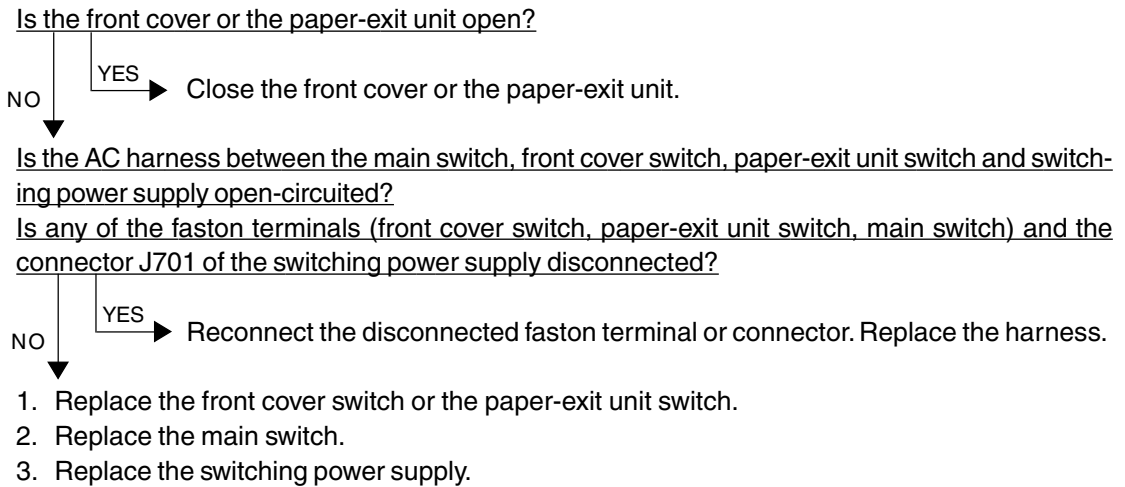 Is the front cover or the paper-exit unit open?
YES
Close the front cover or the paper-exit unit.
NO
Is the AC harness between the main switch, front cover switch, paper-exit unit switch and switch-
ing power supply open-circuited?
Is any of the faston terminals (front cover switch, paper-exit unit switch, main switch) and the
connector J701 of the switching power supply disconnected?
YES
Reconnect the disconnected faston terminal or connector. Replace the harness.
NO
1. Replace the front cover switch or the paper-exit unit switch.
2. Replace the main switch.
3. Replace the switching power supply.